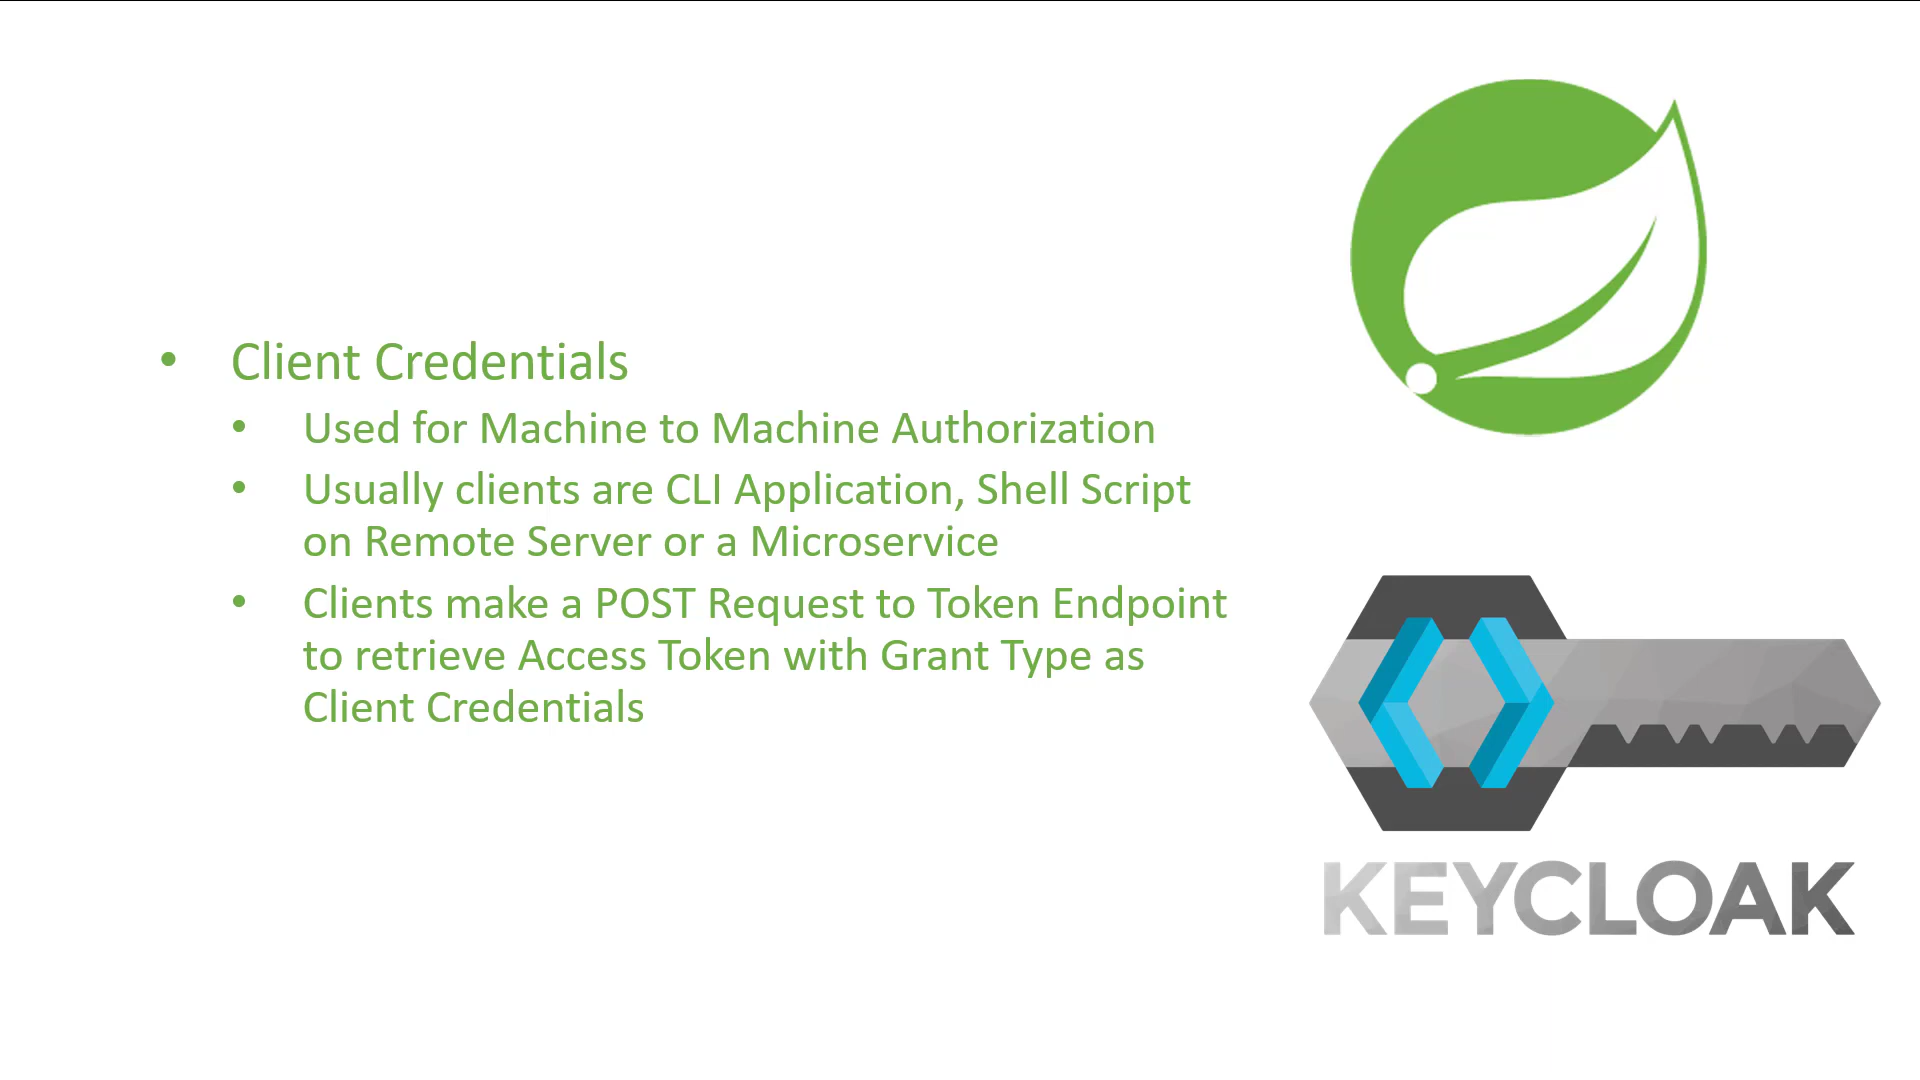 • Client Credentials
• Used for Machine to Machine Authorization
• Usually clients are CLI Application, Shell Script
on Remote Server or a Microservice
• Clients make a POST Request to Token Endpoint
to retrieve Access Token with Grant Type as
Client Credentials
KEYCLOAK